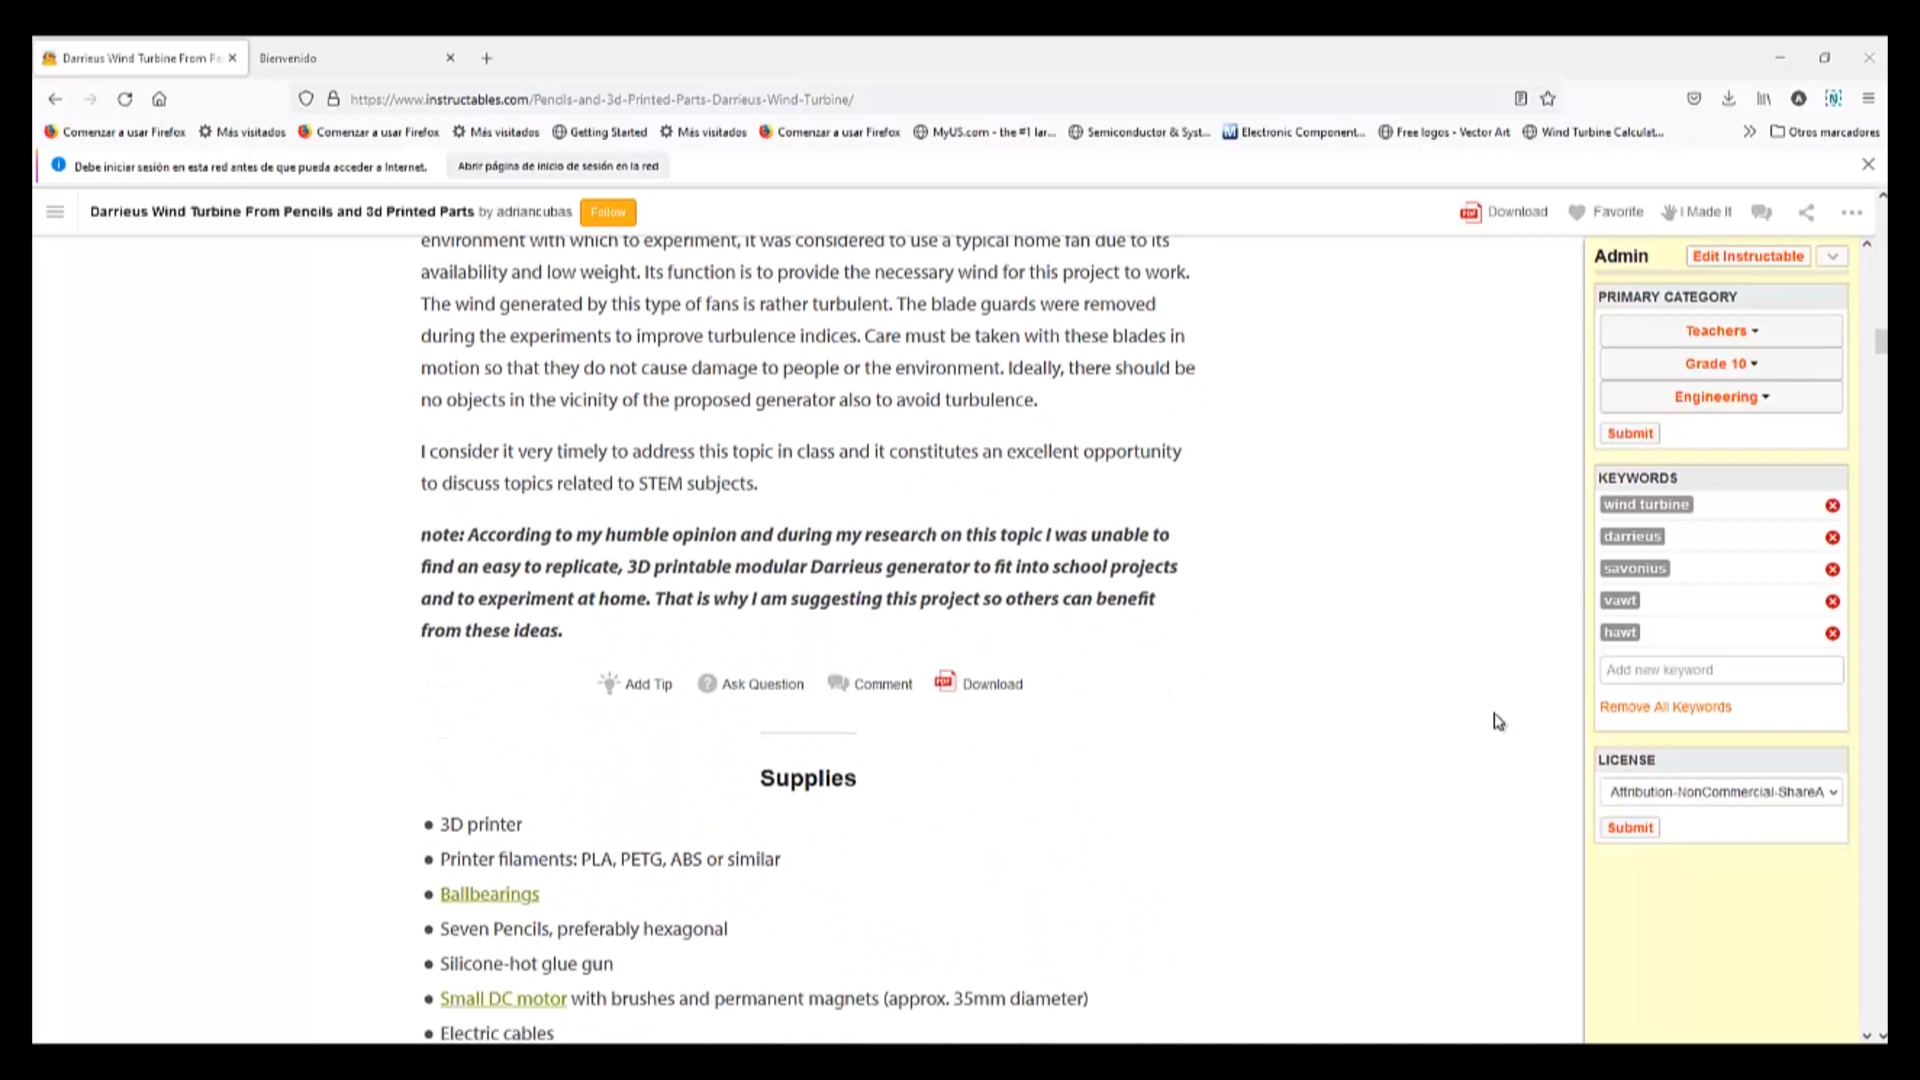 Darrieus Wind Turbine From Pe
Bienvenido
https://www.instructables.com/Pencils-and-3d-Printed-Parts-Darrieus-Wind-Turbine/
Comenzar a usar Firefox Más visitados Comenzar a usar Firefox Más visitados Getting Started Más visitados Comenzar a usar Firefox MyUS.com - the #1 lar... Semiconductor & Syst... Electronic Component... Free logos - Vector Art Wind Turbine Calculat... Otros marcadores
Debe iniciar sesión en esta red antes de que pueda acceder a Internet. Abrir página de inicio de sesión en la red
Darrieus Wind Turbine From Pencils and 3d Printed Parts by adriancubas Follow
PDF Download Favorite I Made It
environment with which to experiment, it was considered to use a typical home fan due to its
availability and low weight. Its function is to provide the necessary wind for this project to work.
The wind generated by this type of fans is rather turbulent. The blade guards were removed
during the experiments to improve turbulence indices. Care must be taken with these blades in
motion so that they do not cause damage to people or the environment. Ideally, there should be
no objects in the vicinity of the proposed generator also to avoid turbulence.
I consider it very timely to address this topic in class and it constitutes an excellent opportunity
to discuss topics related to STEM subjects.
note: According to my humble opinion and during my research on this topic I was unable to
find an easy to replicate, 3D printable modular Darrieus generator to fit into school projects
and to experiment at home. That is why I am suggesting this project so others can benefit
from these ideas.
Add Tip ? Ask Question Comment PDF Download
Supplies
● 3D printer
● Printer filaments: PLA, PETG, ABS or similar
● Ballbearings
● Seven Pencils, preferably hexagonal
● Silicone-hot glue gun
● Small DC motor with brushes and permanent magnets (approx. 35mm diameter)
● Electric cables
Admin Edit Instructable
PRIMARY CATEGORY
Teachers
Grade 10
Engineering
Submit
KEYWORDS
wind turbine
darrieus
savonius
vawt
hawt
Add new keyword
Remove All Keywords
LICENSE
Attribution-NonCommercial-ShareA
Submit